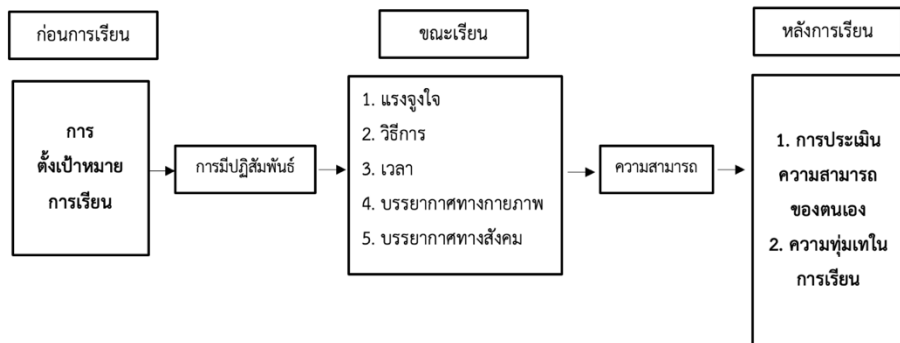 ก่อนการเรียน
ขณะเรียน
หลังการเรียน
การ
ตั้งเป้าหมาย
การเรียน
การมีปฏิสัมพันธ์
1. แรงจูงใจ
2. วิธีการ
3. เวลา
4. บรรยากาศทางกายภาพ
5. บรรยากาศทางสังคม
ความสามารถ
1. การประเมิน
ความสามารถ
ของตนเอง
2. ความทุ่มเทใน
การเรียน